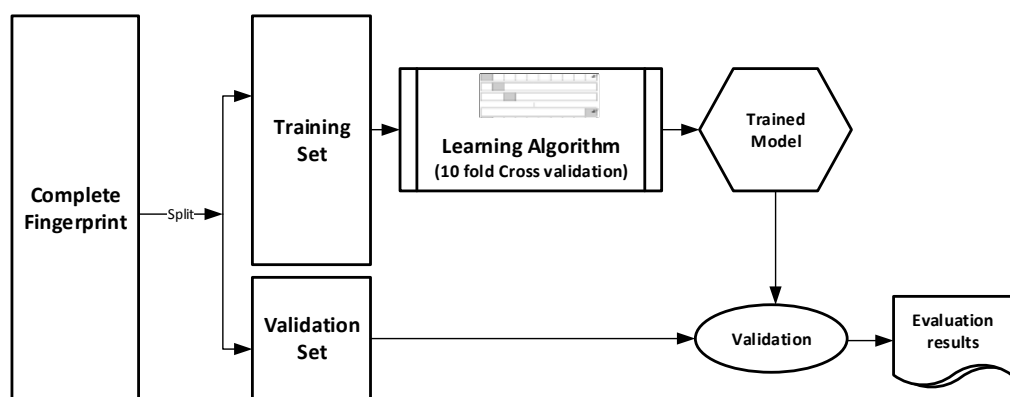 Complete
Fingerprint
Split
Training
Set
Learning Algorithm
(10 fold Cross validation)
Trained
Model
Validation
Set
Validation
Evaluation
results